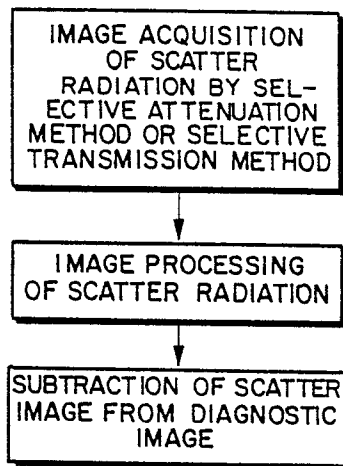 IMAGE ACQUISITION
OF SCATTER
RADIATION BY SEL-
ECTIVE ATTENUATION
METHOD OR SELECTIVE
TRANSMISSION METHOD
IMAGE PROCESSING
OF SCATTER RADIATION
SUBTRACTION OF SCATTER
IMAGE FROM DIAGNOSTIC
IMAGE